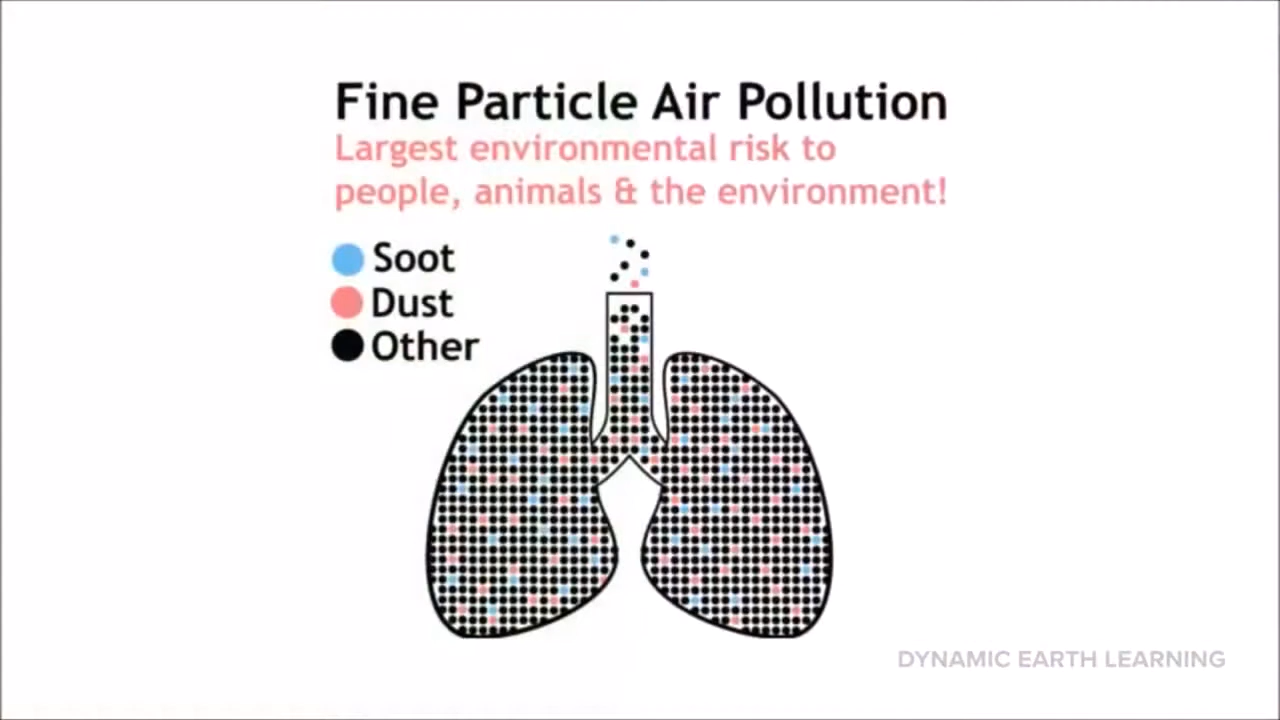 Fine Particle Air Pollution
Largest environmental risk to
people, animals & the environment!
Soot
Dust
Other
DYNAMIC EARTH LEARNING